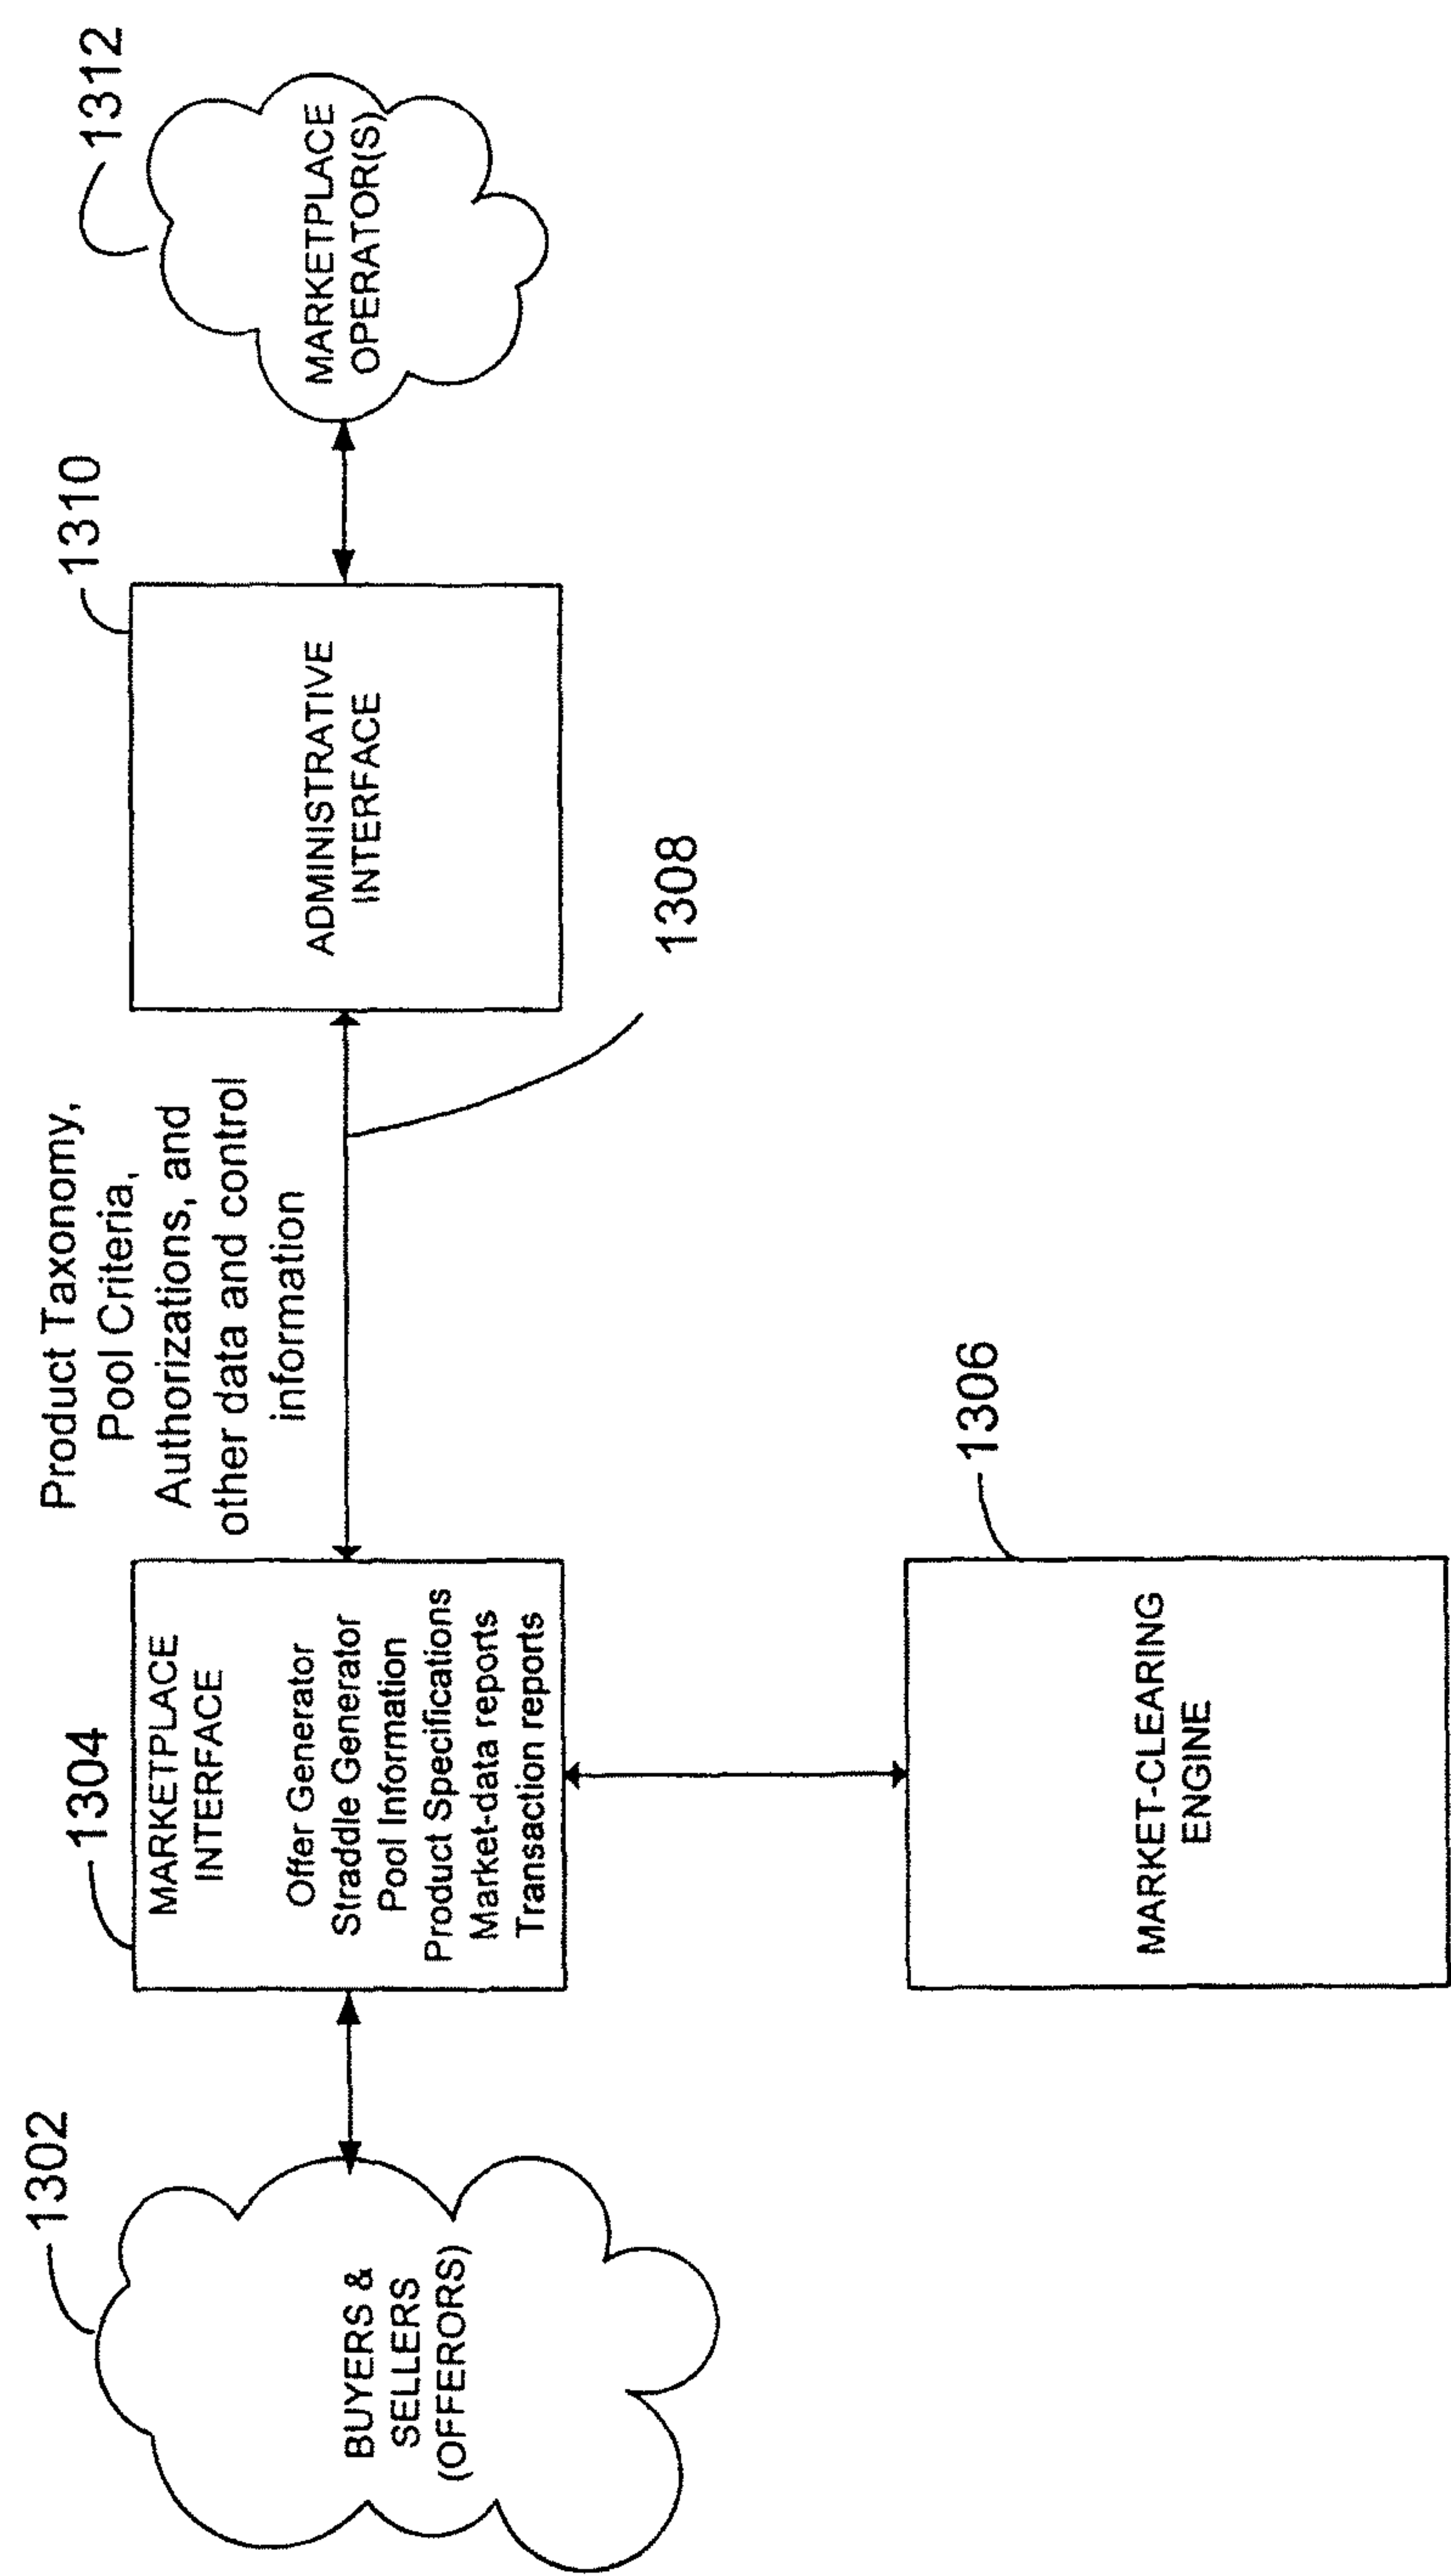 1302
BUYERS &
SELLERS
(OFFERORS)
1304
MARKETPLACE
INTERFACE
Offer Generator
Straddle Generator
Pool Information
Product Specifications
Market-data reports
Transaction reports
1306
MARKET-CLEARING
ENGINE
Product Taxonomy,
Pool Criteria,
Authorizations, and
other data and control
information
1308
1310
ADMINISTRATIVE
INTERFACE
1312
MARKETPLACE
OPERATOR(S)